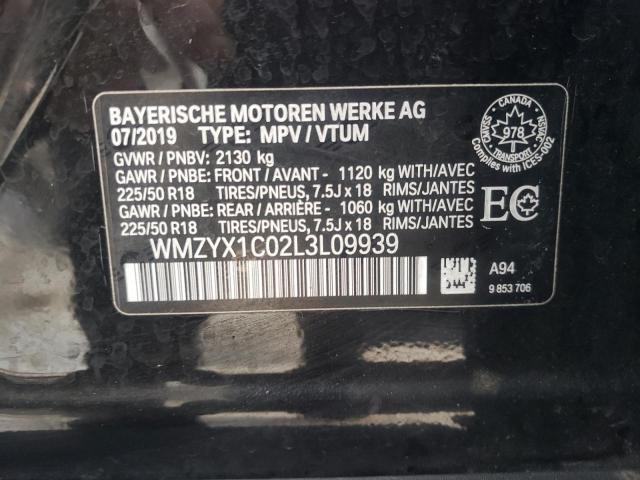 BAYERISCHE MOTOREN WERKE AG
07/2019 TYPE: MPV / VTUM
GVWR / PNBV: 2130 kg
GAWR / PNBE: FRONT / AVANT - 1120 kg WITH/AVEC
225/50 R18 TIRES/PNEUS, 7.5J x 18 RIMS/JANTES
GAWR / PNBE: REAR / ARRIÈRE - 1060 kg WITH/AVEC
225/50 R18 TIRES/PNEUS, 7.5J x 18 RIMS/JANTES
WMZYX1C02L3L09939
CANADA
978
TRANSPORT
CMVSS
NSVAC
Complies with ICES-002
EC
A94
9 853 706